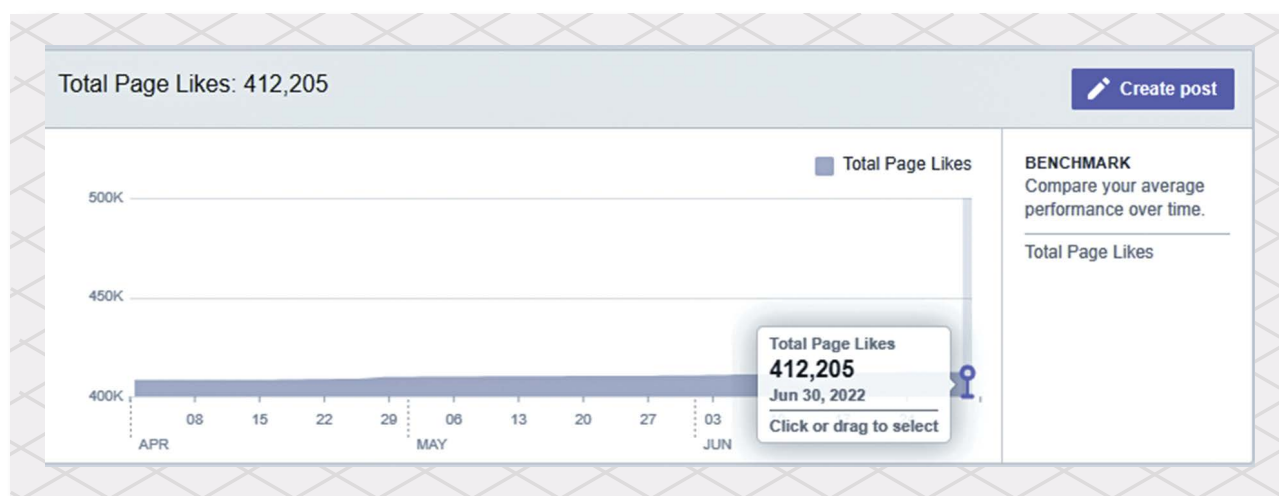 Total Page Likes: 412,205
Create post
Total Page Likes
BENCHMARK
Compare your average
performance over time.
Total Page Likes
500K
450K
400K
Total Page Likes
412,205
Jun 30, 2022
Click or drag to select
08 15 22 29 06 13 20 27 03
APR MAY JUN